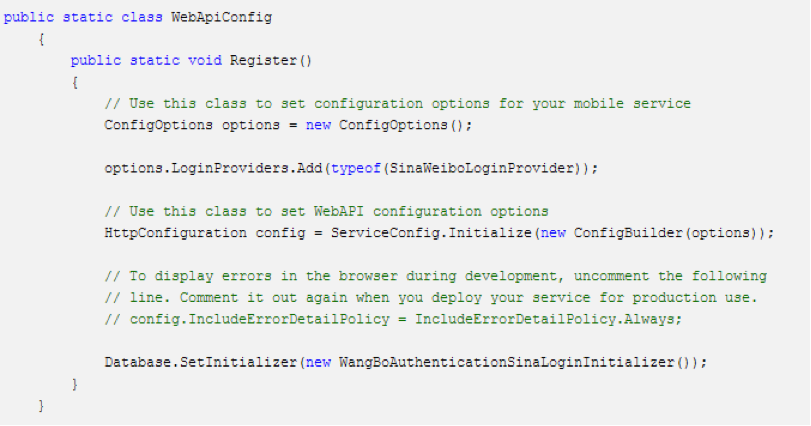 public static class WebApiConfig
{
public static void Register()
{
// Use this class to set configuration options for your mobile service
ConfigOptions options = new ConfigOptions();
options.LoginProviders.Add(typeof(SinaWeiboLoginProvider));
// Use this class to set WebAPI configuration options
HttpConfiguration config = ServiceConfig.Initialize(new ConfigBuilder(options));
// To display errors in the browser during development, uncomment the following
// line. Comment it out again when you deploy your service for production use.
// config.IncludeErrorDetailPolicy = IncludeErrorDetailPolicy.Always;
Database.SetInitializer(new WangBoAuthenticationSinaLoginInitializer());
}
}